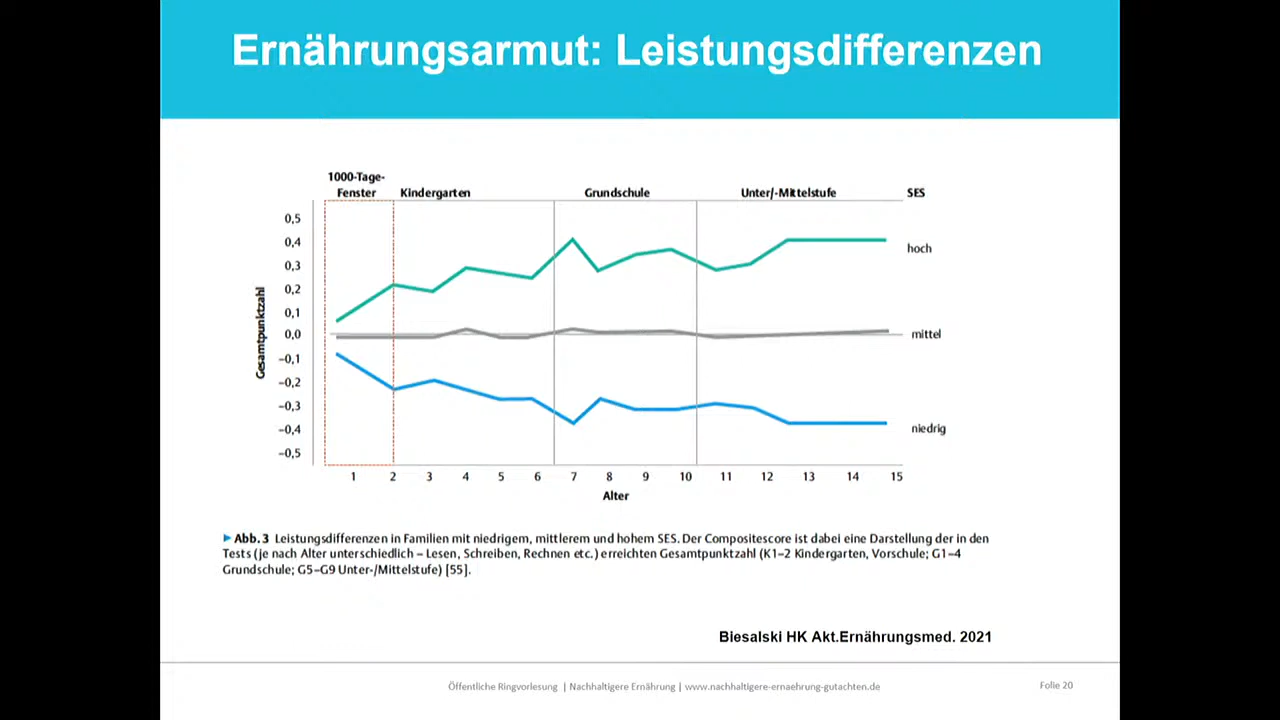 Ernährungsarmut: Leistungsdifferenzen
1000-Tage-
Fenster
Kindergarten
Grundschule
Unter/-Mittelstufe
SES
0,5
0,4
0,3
0,2
0,1
0,0
–0,1
–0,2
–0,3
–0,4
–0,5
Gesamtpunktzahl
hoch
mittel
niedrig
1 2 3 4 5 6 7 8 9 10 11 12 13 14 15
Alter
▶ Abb. 3 Leistungsdifferenzen in Familien mit niedrigem, mittlerem und hohem SES. Der Compositescore ist dabei eine Darstellung der in den
Tests (je nach Alter unterschiedlich – Lesen, Schreiben, Rechnen etc.) erreichten Gesamtpunktzahl (K1–2 Kindergarten, Vorschule; G1–4
Grundschule; G5–G9 Unter-/Mittelstufe) [55].
Biesalski HK Akt.Ernährungsmed. 2021
Öffentliche Ringvorlesung | Nachhaltigere Ernährung | www.nachhaltigere-ernaehrung-gutachten.de
Folie 20